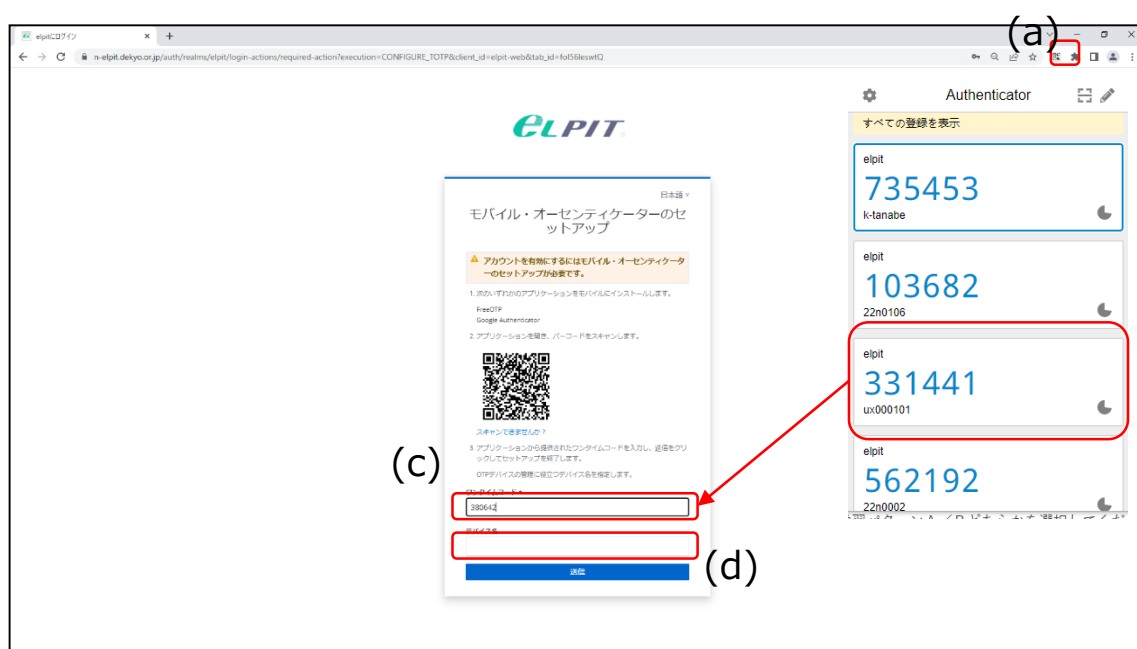 (a)
elpitにログイン
n-elpit.dekyo.or.jp/auth/realms/elpit/login-actions/required-action?execution=CONFIGURE_TOTP&client_id=elpit-web&tab_id=fol56leswtQ
ELPIT
日本語
モバイル・オーセンティケーターのセ
ットアップ
アカウントを有効にするにはモバイル・オーセンティケータ
ーのセットアップが必要です。
1. 次のいずれかのアプリケーションをモバイルにインストールします。
FreeOTP
Google Authenticator
2. アプリケーションを開き、バーコードをスキャンします。
スキャンできませんか？
3. アプリケーションから提供されたワンタイムコードを入力し、送信をクリ
ックしてセットアップを終了します。
OTPデバイスの管理に役立つデバイス名を指定します。
(c)
ワンタイムコード *
380642
デバイス名
(d)
送信
Authenticator
すべての登録を表示
elpit
735453
k-tanabe
elpit
103682
22n0106
elpit
331441
ux000101
elpit
562192
22n0002